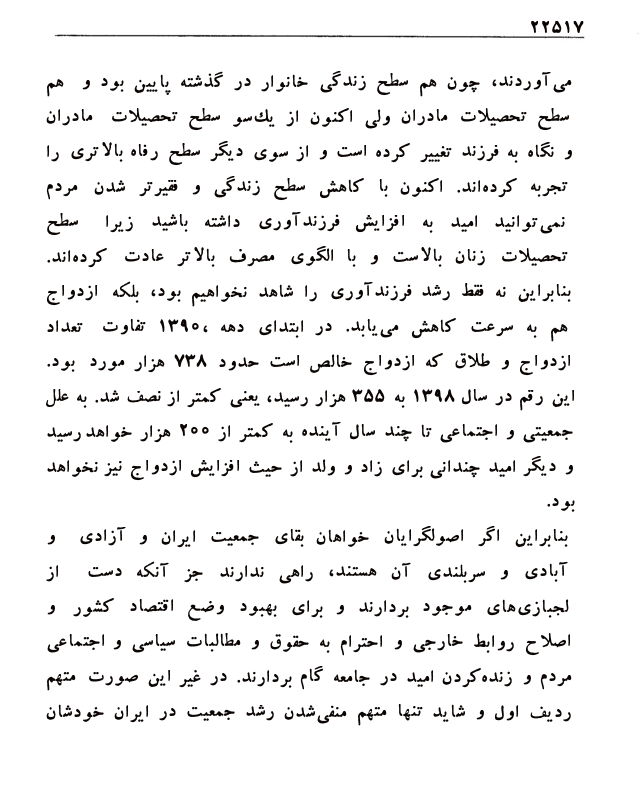 ۲۲۵۱۷
می‌آوردند، چون هم سطح زندگی خانوار در گذشته پایین بود و هم
سطح تحصیلات مادران ولی اکنون از یك‌سو سطح تحصیلات مادران
و نگاه به فرزند تغییر کرده است و از سوی دیگر سطح رفاه بالاتری را
تجربه کرده‌اند. اکنون با کاهش سطح زندگی و فقیرتر شدن مردم
نمی‌توانید امید به افزایش فرزندآوری داشته باشید زیرا سطح
تحصیلات زنان بالاست و با الگوی مصرف بالاتر عادت کرده‌اند.
بنابراین نه فقط رشد فرزندآوری را شاهد نخواهیم بود، بلکه ازدواج
هم به سرعت کاهش می‌یابد. در ابتدای دهه ،۱۳۹۰ تفاوت تعداد
ازدواج و طلاق که ازدواج خالص است حدود ۷۳۸ هزار مورد بود.
این رقم در سال ۱۳۹۸ به ۳۵۵ هزار رسید، یعنی کمتر از نصف شد. به علل
جمعیتی و اجتماعی تا چند سال آینده به کمتر از ۲۰۰ هزار خواهد رسید
و دیگر امید چندانی برای زاد و ولد از حیث افزایش ازدواج نیز نخواهد
بود.
بنابراین اگر اصولگرایان خواهان بقای جمعیت ایران و آزادی و
آبادی و سربلندی آن هستند، راهی ندارند جز آنکه دست از
لجبازی‌های موجود بردارند و برای بهبود وضع اقتصاد کشور و
اصلاح روابط خارجی و احترام به حقوق و مطالبات سیاسی و اجتماعی
مردم و زنده‌کردن امید در جامعه گام بردارند. در غیر این صورت متهم
ردیف اول و شاید تنها متهم منفی‌شدن رشد جمعیت در ایران خودشان